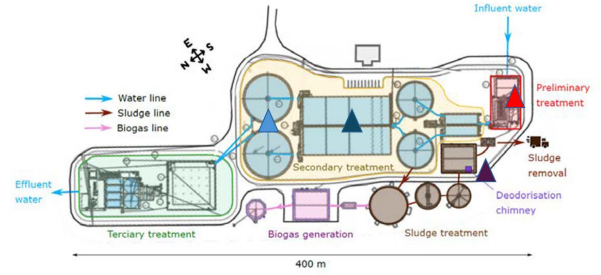 Influent water
E
S
N
W
Water line
Sludge line
Biogas line
Preliminary
treatment
Secondary treatment
Sludge
removal
Effluent
water
Deodorisation
chimney
Terciary treatment
Biogas generation
Sludge treatment
400 m